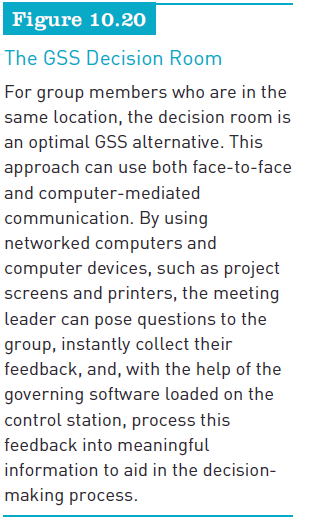 Figure 10.20
The GSS Decision Room
For group members who are in the
same location, the decision room is
an optimal GSS alternative. This
approach can use both face-to-face
and computer-mediated
communication. By using
networked computers and
computer devices, such as project
screens and printers, the meeting
leader can pose questions to the
group, instantly collect their
feedback, and, with the help of the
governing software loaded on the
control station, process this
feedback into meaningful
information to aid in the decision-
making process.